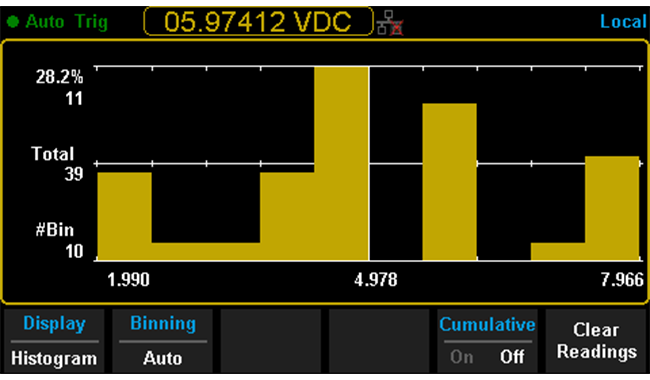 Auto Trig 05.97412 VDC Local
28.2%
11
Total
39
#Bin
10
1.990 4.978 7.966
Display Binning Cumulative Clear
Histogram Auto On Off Readings